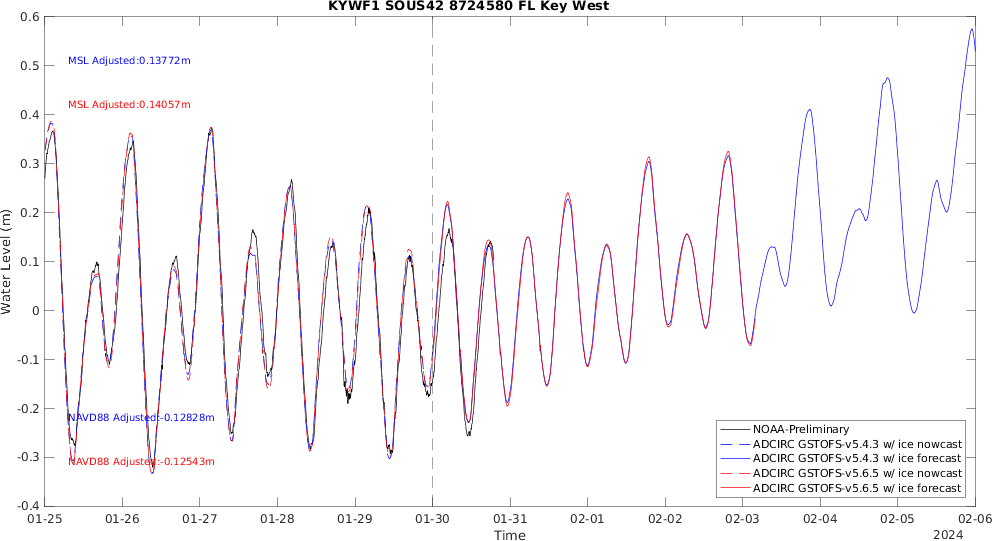 KYWF1 SOUS42 8724580 FL Key West
0.6
0.5
0.4
0.3
0.2
0.1
0
-0.1
-0.2
-0.3
-0.4
Water Level (m)
MSL Adjusted:0.13772m
MSL Adjusted:0.14057m
NAVD88 Adjusted:-0.12828m
NAVD88 Adjusted:-0.12543m
NOAA-Preliminary
ADCIRC GSTOFS-v5.4.3 w/ ice nowcast
ADCIRC GSTOFS-v5.4.3 w/ ice forecast
ADCIRC GSTOFS-v5.6.5 w/ ice nowcast
ADCIRC GSTOFS-v5.6.5 w/ ice forecast
01-25 01-26 01-27 01-28 01-29 01-30 01-31 02-01 02-02 02-03 02-04 02-05 02-06
Time
2024